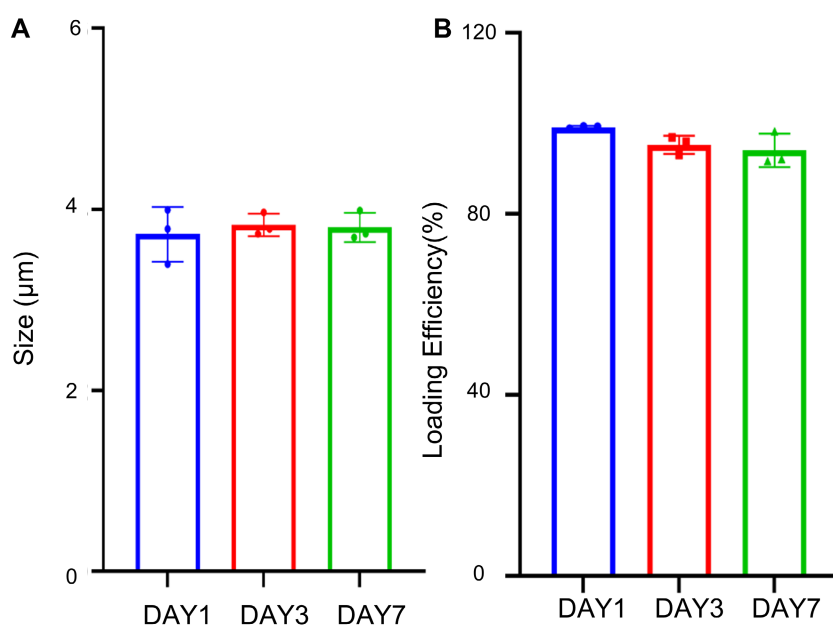 A
6
4
2
0
Size (μm)
DAY1 DAY3 DAY7
B
120
80
40
0
Loading Efficiency(%)
DAY1 DAY3 DAY7